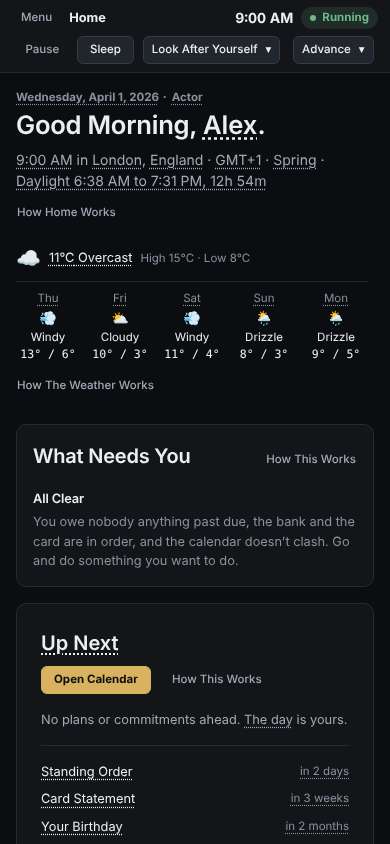 Menu Home 9:00 AM Running
Pause Sleep Look After Yourself ▾ Advance ▾
Wednesday, April 1, 2026 · Actor
Good Morning, Alex.
9:00 AM in London, England · GMT+1 · Spring ·
Daylight 6:38 AM to 7:31 PM, 12h 54m
How Home Works
11°C Overcast High 15°C · Low 8°C
Thu Fri Sat Sun Mon
Windy Cloudy Windy Drizzle Drizzle
13° / 6° 10° / 3° 11° / 4° 8° / 3° 9° / 5°
How The Weather Works
What Needs You How This Works
All Clear
You owe nobody anything past due, the bank and the
card are in order, and the calendar doesn't clash. Go
and do something you want to do.
Up Next
Open Calendar How This Works
No plans or commitments ahead. The day is yours.
Standing Order in 2 days
Card Statement in 3 weeks
Your Birthday in 2 months